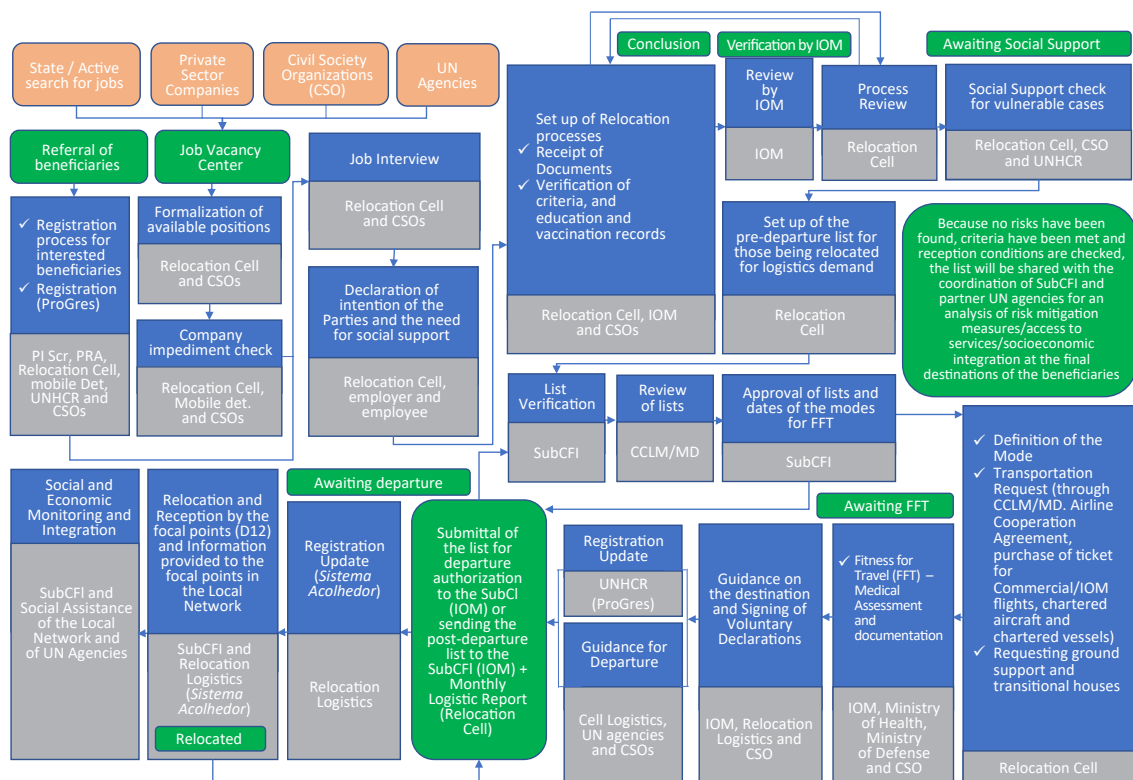 State / Active
search for jobs
Private
Sector
Companies
Civil Society
Organizations
(CSO)
UN
Agencies
Conclusion
Verification by IOM
Awaiting Social Support
Referral of
beneficiaries
Job Vacancy
Center
✓ Registration
process for
interested
beneficiaries
✓ Registration
(ProGres)
PI Scr, PRA,
Relocation Cell,
mobile Det,
UNHCR and
CSOs
Formalization of
available positions
Relocation Cell
and CSOs
Company
impediment check
Relocation Cell,
Mobile det.
and CSOs
Job Interview
Relocation Cell
and CSOs
Declaration of
intention of the
Parties and the need
for social support
Relocation Cell,
employer and
employee
Set up of Relocation
processes
✓ Receipt of
Documents
✓ Verification of
criteria, and
education and
vaccination records
Relocation Cell, IOM
and CSOs
Review
by IOM
IOM
Process
Review
Relocation
Cell
Social Support check
for vulnerable cases
Relocation Cell, CSO
and UNHCR
Set up of the
pre-departure list for
those being relocated
for logistics demand
Relocation
Cell
Because no risks have been
found, criteria have been met and
reception conditions are checked,
the list will be shared with the
coordination of SubCFI and
partner UN agencies for an
analysis of risk mitigation
measures/access to
services/socioeconomic
integration at the final
destinations of the beneficiaries
List
Verification
SubCFI
Review
of lists
CCLM/MD
Approval of lists and
dates of the modes
for FFT
SubCFI
✓ Definition of the
Mode
✓ Transportation
Request (through
CCLM/MD. Airline
Cooperation
Agreement,
purchase of ticket
for
Commercial/IOM
flights, chartered
aircraft and
chartered vessels)
✓ Requesting ground
support and
transitional houses
Relocation Cell
Awaiting FFT
✓ Fitness for
Travel (FFT) –
Medical
Assessment
and
documentation
IOM, Ministry
of Health,
Ministry
of Defense and
CSO
Guidance on
the destination
and Signing of
Voluntary
Declarations
IOM, Relocation
Logistics and
CSO
Registration
Update
UNHCR
(ProGres)
Guidance for
Departure
Cell Logistics,
UN agencies
and CSOs
Submittal of
the list for
departure
authorization
to the SubCl
(IOM) or
sending the
post-departure
list to the
SubCFl (IOM) +
Monthly
Logistic Report
(Relocation
Cell)
Awaiting departure
Registration
Update
(Sistema
Acolhedor)
Relocation
Logistics
Relocation and
Reception by the
focal points (D12)
and Information
provided to the
focal points in
the Local
Network
SubCFl and
Relocation
Logistics
(Sistema
Acolhedor)
Relocated
Social and
Economic
Monitoring and
Integration
SubCFl and
Social Assistance
of the Local
Network and
of UN Agencies